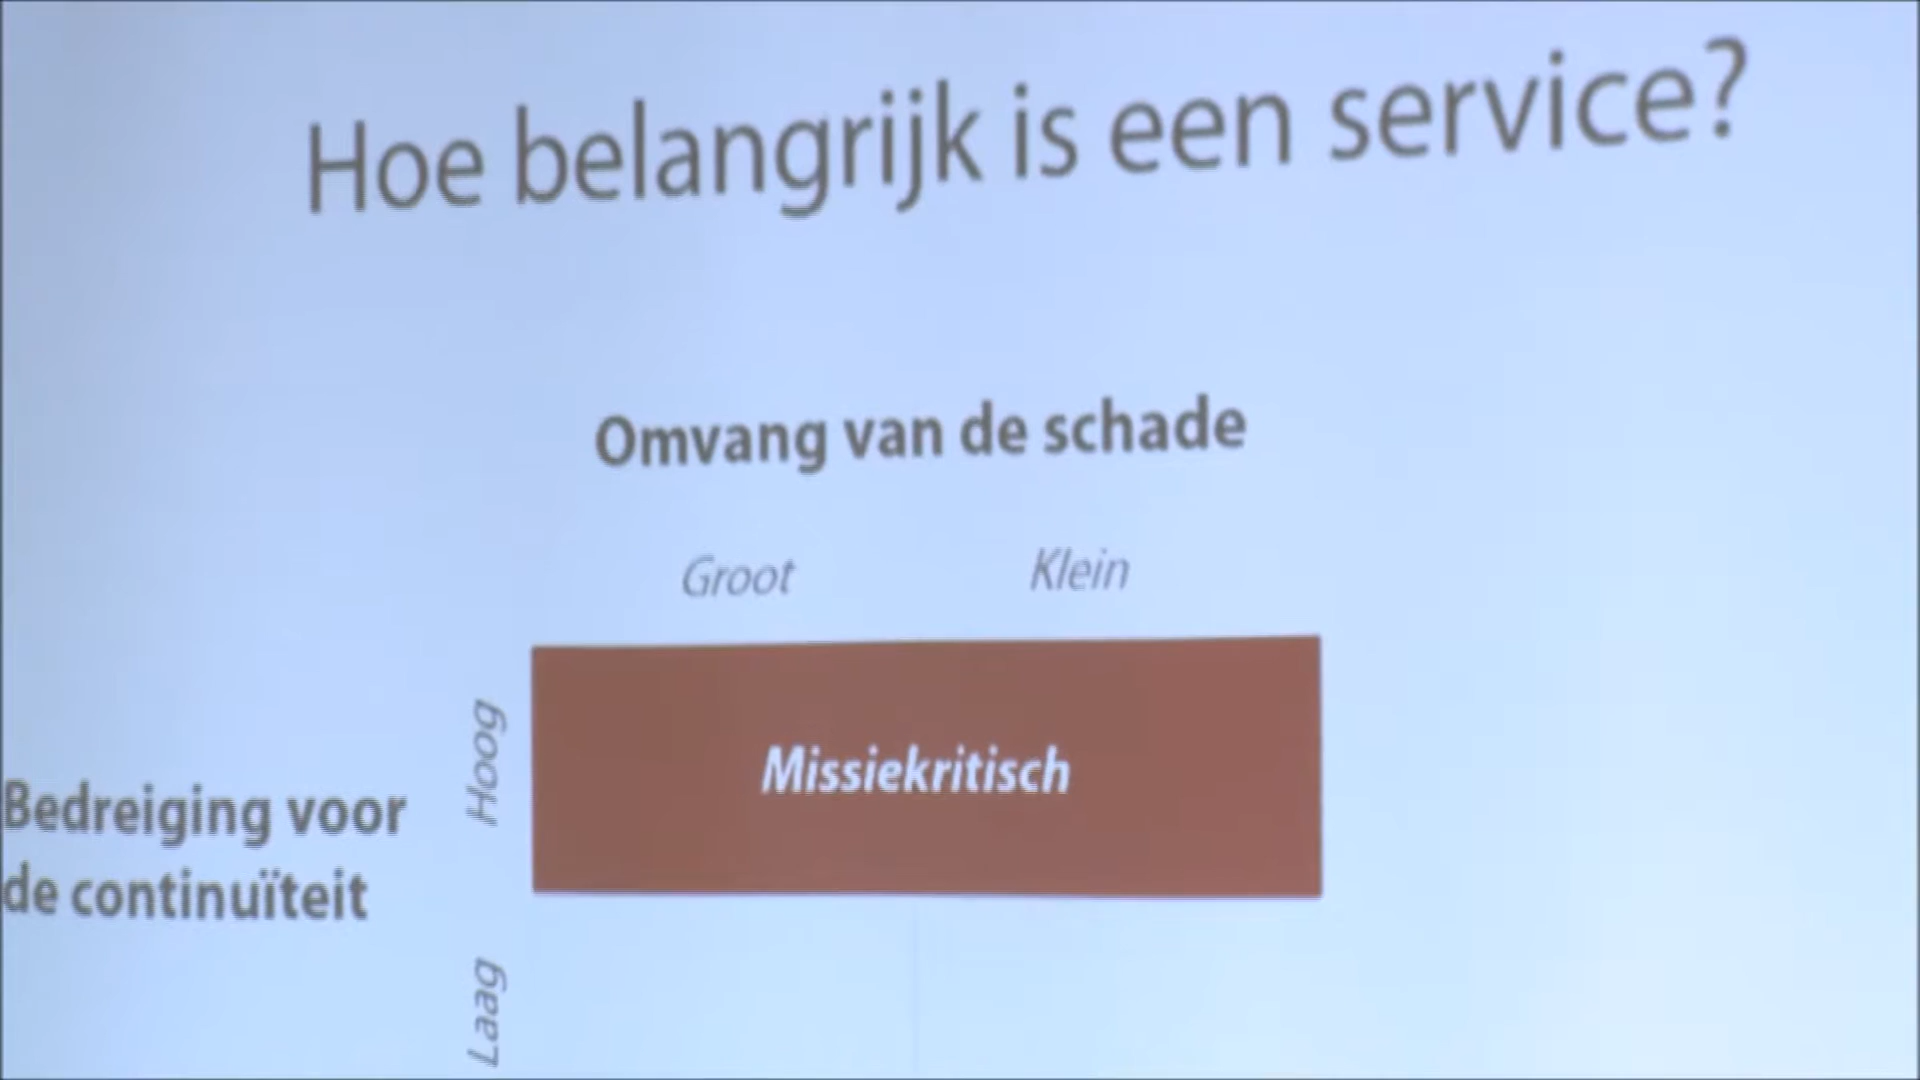 Hoe belangrijk is een service?
Omvang van de schade
Groot Klein
Hoog
Missiekritisch
Bedreiging voor
de continuïteit
Laag